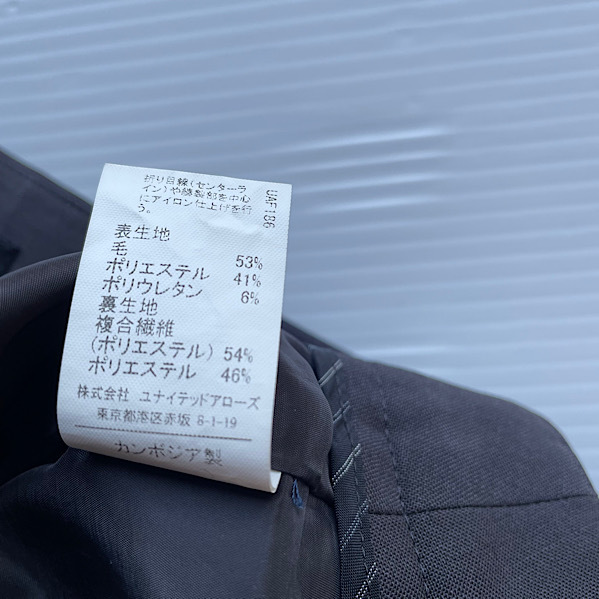 折り目線(センターラ
イン)や縫製部を中心
にアイロン仕上げを行
う。
UAF186
表生地
毛 53%
ポリエステル 41%
ポリウレタン 6%
裏生地
複合繊維
(ポリエステル) 54%
ポリエステル 46%
株式会社 ユナイテッドアローズ
東京都港区赤坂 8-1-19
カンボジア製